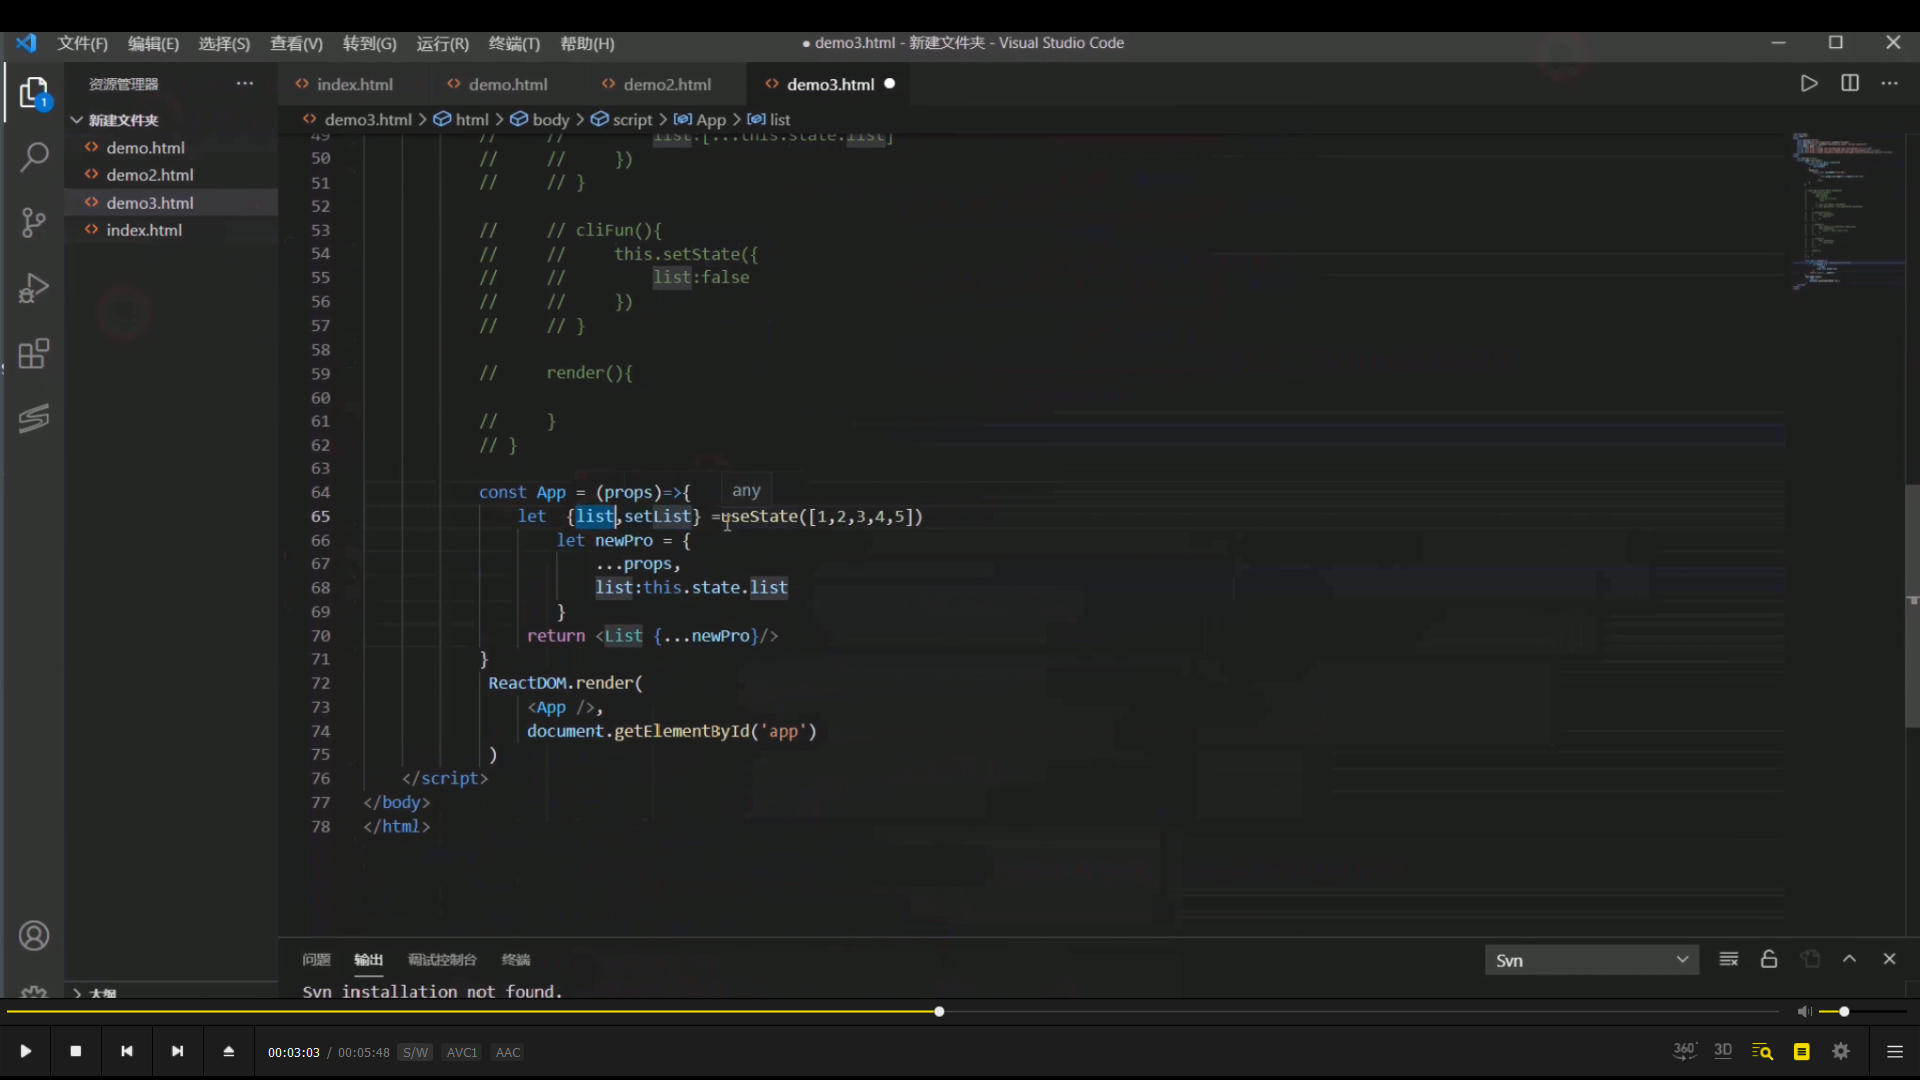 文件(F) 编辑(E) 选择(S) 查看(V) 转到(G) 运行(R) 终端(T) 帮助(H) ● demo3.html - 新建文件夹 - Visual Studio Code
资源管理器 ··· index.html demo.html demo2.html demo3.html
1
新建文件夹
demo.html
demo2.html
demo3.html
index.html
demo3.html > html > body > script > App > list
49 // // list:[...this.state.list]
50 // // })
51 // // }
52
53 // // cliFun(){
54 // // this.setState({
55 // // list:false
56 // // })
57 // // }
58
59 // render(){
60
61 // }
62 // }
63
64 const App = (props)=>{
any
65 let {list,setList} =useState([1,2,3,4,5])
66 let newPro = {
67 ...props,
68 list:this.state.list
69 }
70 return <List {...newPro}/>
71 }
72 ReactDOM.render(
73 <App />,
74 document.getElementById('app')
75 )
76 </script>
77 </body>
78 </html>
问题 输出 调试控制台 终端 Svn
大纲
Svn installation not found.
00:03:03 / 00:05:48 S/W AVC1 AAC 360° 3D